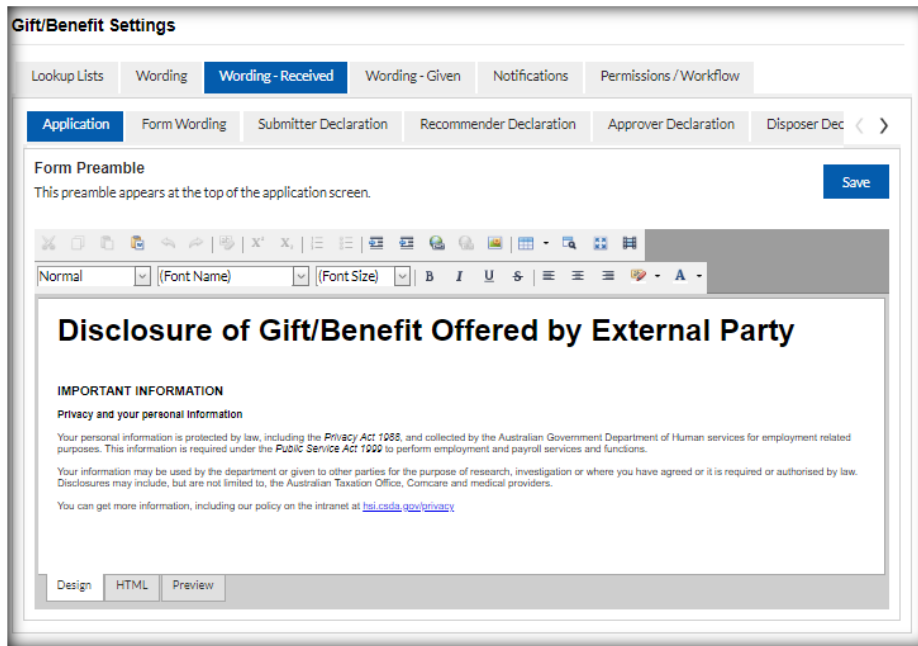 Gift/Benefit Settings
Lookup Lists Wording Wording - Received Wording - Given Notifications Permissions / Workflow
Application Form Wording Submitter Declaration Recommender Declaration Approver Declaration Disposer Dec
Form Preamble
This preamble appears at the top of the application screen.
Save
Normal (Font Name) (Font Size) B I U S A
Disclosure of Gift/Benefit Offered by External Party
IMPORTANT INFORMATION
Privacy and your personal information
Your personal information is protected by law, including the Privacy Act 1988, and collected by the Australian Government Department of Human services for employment related
purposes. This information is required under the Public Service Act 1999 to perform employment and payroll services and functions.
Your information may be used by the department or given to other parties for the purpose of research, investigation or where you have agreed or it is required or authorised by law.
Disclosures may include, but are not limited to, the Australian Taxation Office, Comcare and medical providers.
You can get more information, including our policy on the intranet at hsi.csda.gov/privacy
Design HTML Preview